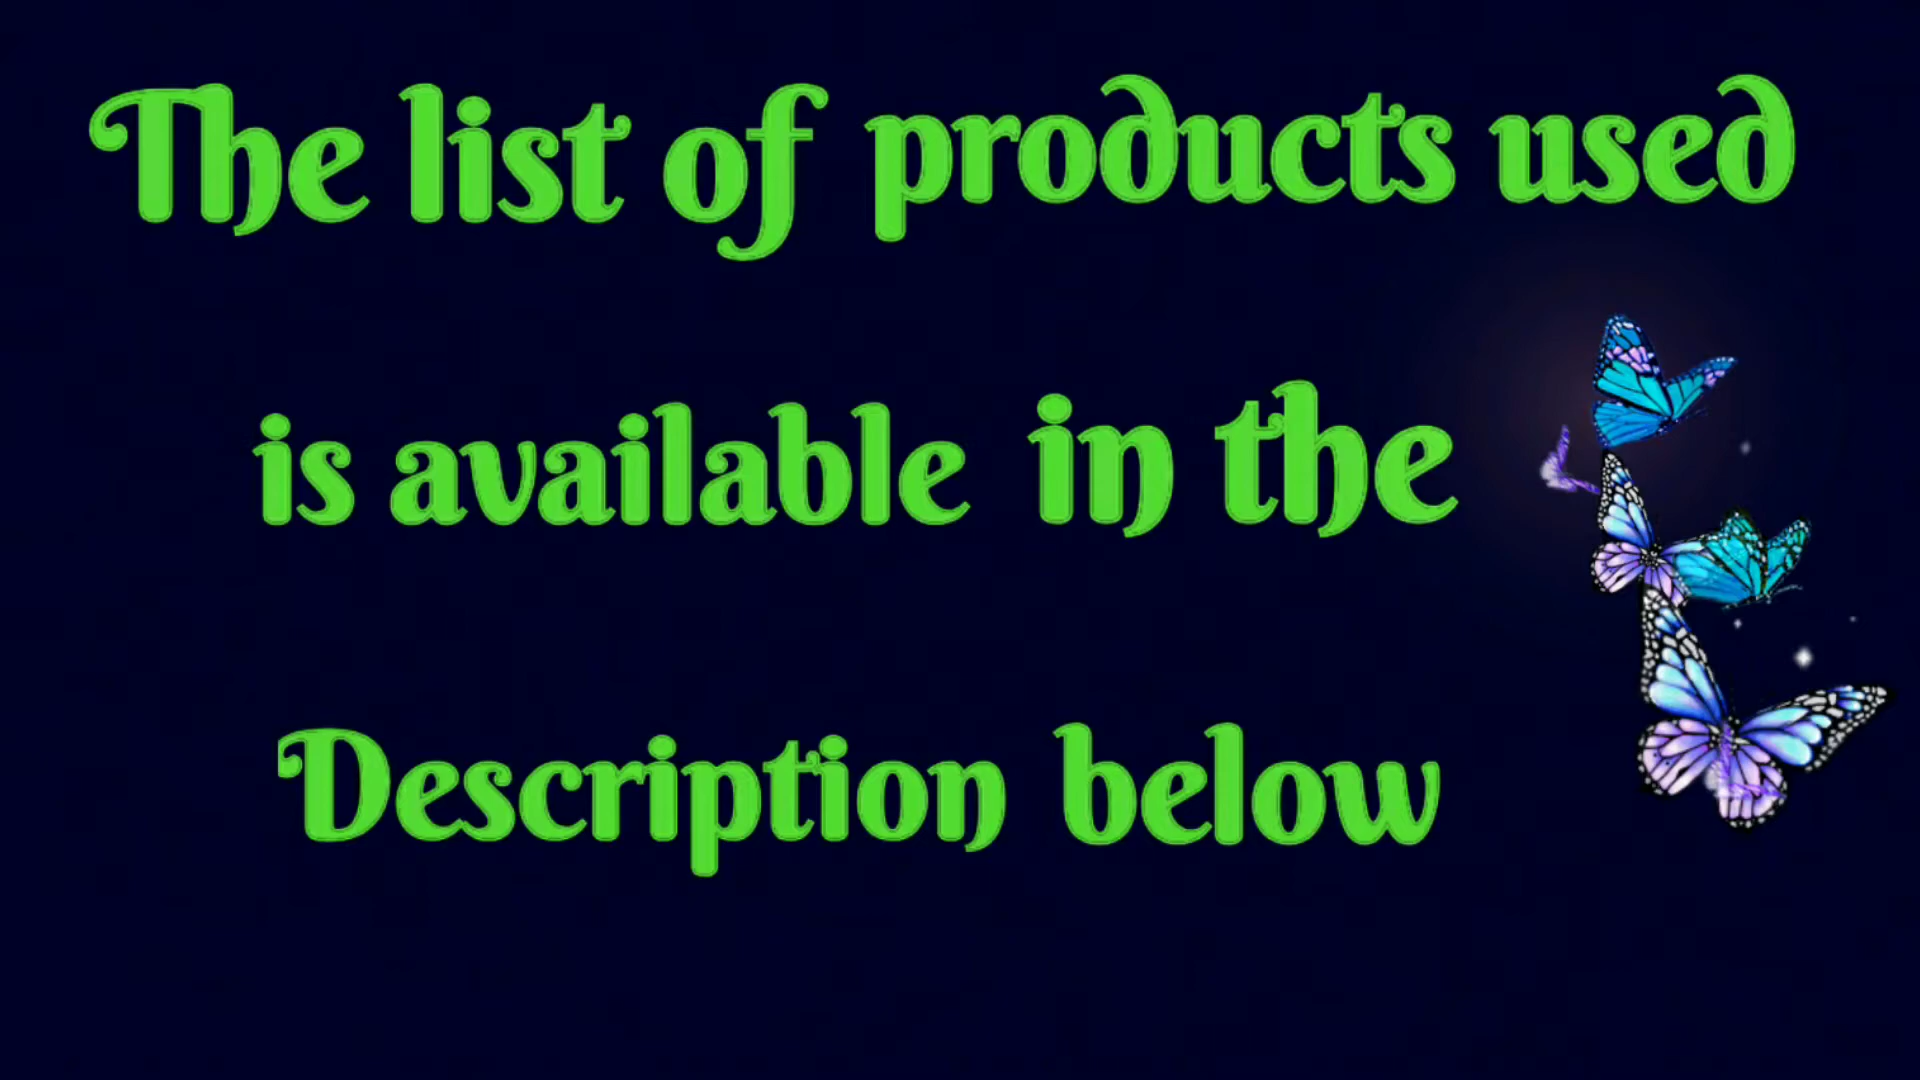 The list of products used
is available in the
Description below